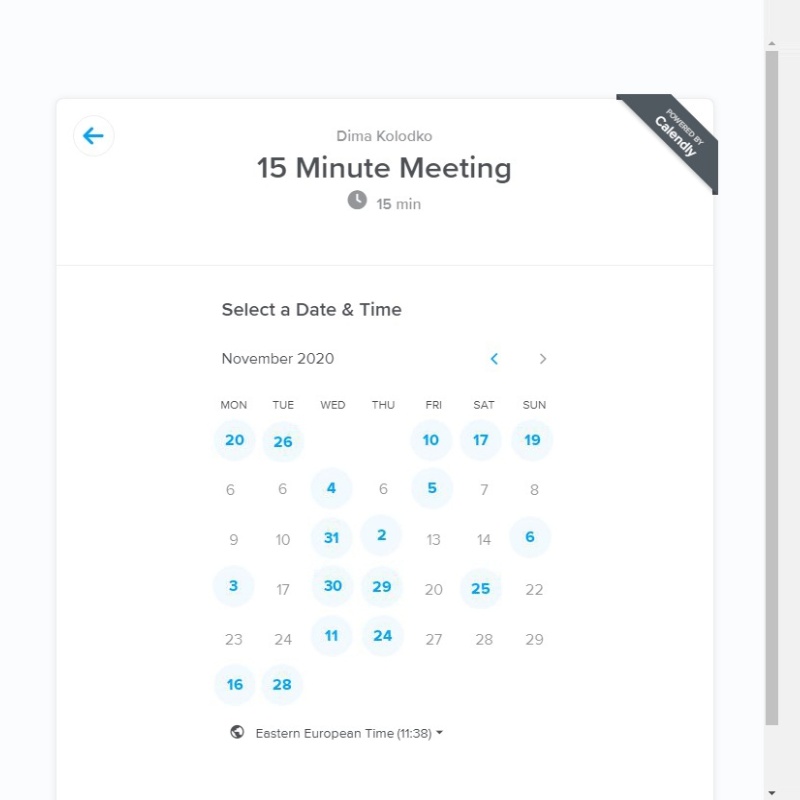 POWERED BY
Calendly
Dima Kolodko
15 Minute Meeting
15 min
Select a Date & Time
November 2020
MON TUE WED THU FRI SAT SUN
20 26 10 17 19
6 6 4 6 5 7 8
9 10 31 2 13 14 6
3 17 30 29 20 25 22
23 24 11 24 27 28 29
16 28
Eastern European Time (11:38)